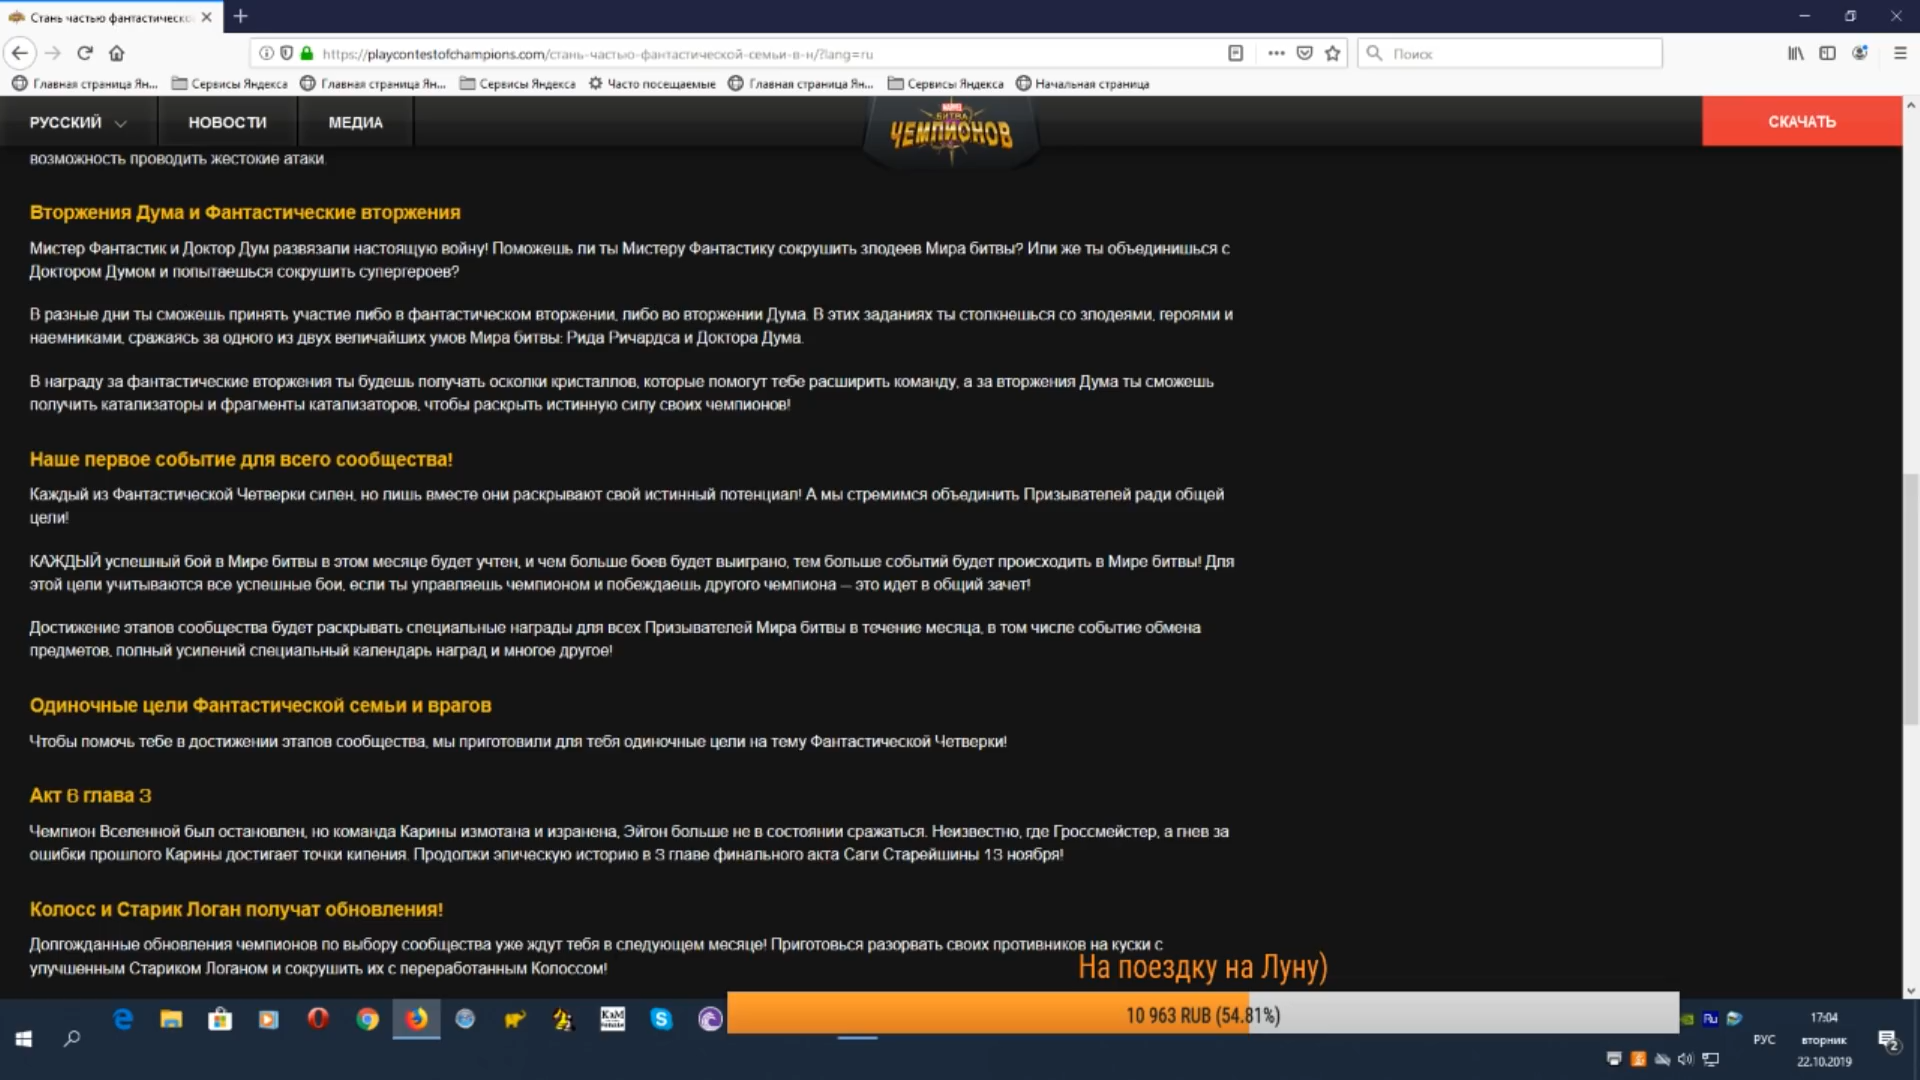 Стань частью фантастическо
https://playcontestofchampions.com/стань-частью-фантастической-семьи-в-н/?lang=ru
Поиск
Главная страница Ян... Сервисы Яндекса Главная страница Ян... Сервисы Яндекса Часто посещаемые Главная страница Ян... Сервисы Яндекса Начальная страница
РУССКИЙ НОВОСТИ МЕДИА
MARVEL
БИТВА
ЧЕМПИОНОВ
СКАЧАТЬ
возможность проводить жестокие атаки.
Вторжения Дума и Фантастические вторжения
Мистер Фантастик и Доктор Дум развязали настоящую войну! Поможешь ли ты Мистеру Фантастику сокрушить злодеев Мира битвы? Или же ты объединишься с
Доктором Думом и попытаешься сокрушить супергероев?
В разные дни ты сможешь принять участие либо в фантастическом вторжении, либо во вторжении Дума. В этих заданиях ты столкнешься со злодеями, героями и
наемниками, сражаясь за одного из двух величайших умов Мира битвы: Рида Ричардса и Доктора Дума.
В награду за фантастические вторжения ты будешь получать осколки кристаллов, которые помогут тебе расширить команду, а за вторжения Дума ты сможешь
получить катализаторы и фрагменты катализаторов, чтобы раскрыть истинную силу своих чемпионов!
Наше первое событие для всего сообщества!
Каждый из Фантастической Четверки силен, но лишь вместе они раскрывают свой истинный потенциал! А мы стремимся объединить Призывателей ради общей
цели!
КАЖДЫЙ успешный бой в Мире битвы в этом месяце будет учтен, и чем больше боев будет выиграно, тем больше событий будет происходить в Мире битвы! Для
этой цели учитываются все успешные бои, если ты управляешь чемпионом и побеждаешь другого чемпиона — это идет в общий зачет!
Достижение этапов сообщества будет раскрывать специальные награды для всех Призывателей Мира битвы в течение месяца, в том числе событие обмена
предметов, полный усилений специальный календарь наград и многое другое!
Одиночные цели Фантастической семьи и врагов
Чтобы помочь тебе в достижении этапов сообщества, мы приготовили для тебя одиночные цели на тему Фантастической Четверки!
Акт 6 глава 3
Чемпион Вселенной был остановлен, но команда Карины измотана и изранена, Эйгон больше не в состоянии сражаться. Неизвестно, где Гроссмейстер, а гнев за
ошибки прошлого Карины достигает точки кипения. Продолжи эпическую историю в 3 главе финального акта Саги Старейшины 13 ноября!
Колосс и Старик Логан получат обновления!
Долгожданные обновления чемпионов по выбору сообщества уже ждут тебя в следующем месяце! Приготовься разорвать своих противников на куски с
улучшенным Стариком Логаном и сокрушить их с переработанным Колоссом!
На поездку на Луну)
10 963 RUB (54.81%)
Ru
17:04
РУС
вторник
22.10.2019
2